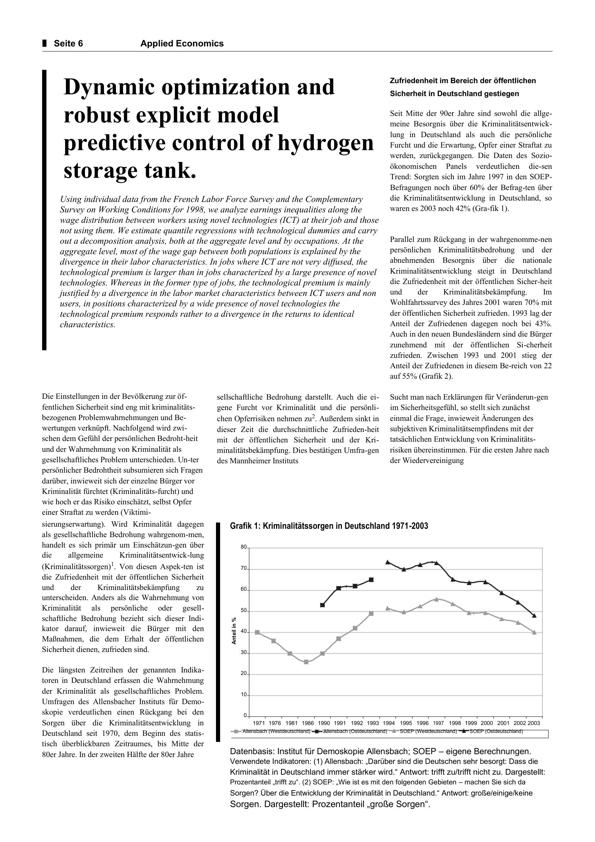 Seite 6 Applied Economics
Dynamic optimization and
robust explicit model
predictive control of hydrogen
storage tank.
Using individual data from the French Labor Force Survey and the Complementary
Survey on Working Conditions for 1998, we analyze earnings inequalities along the
wage distribution between workers using novel technologies (ICT) at their job and those
not using them. We estimate quantile regressions with technological dummies and carry
out a decomposition analysis, both at the aggregate level and by occupations. At the
aggregate level, most of the wage gap between both populations is explained by the
divergence in their labor characteristics. In jobs where ICT are not very diffused, the
technological premium is larger than in jobs characterized by a large presence of novel
technologies. Whereas in the former type of jobs, the technological premium is mainly
justified by a divergence in the labor market characteristics between ICT users and non
users, in positions characterized by a wide presence of novel technologies the
technological premium responds rather to a divergence in the returns to identical
characteristics.
Zufriedenheit im Bereich der öffentlichen
Sicherheit in Deutschland gestiegen
Seit Mitte der 90er Jahre sind sowohl die allge-
meine Besorgnis über die Kriminalitätsentwick-
lung in Deutschland als auch die persönliche
Furcht und die Erwartung, Opfer einer Straftat zu
werden, zurückgegangen. Die Daten des Sozio-
ökonomischen Panels verdeutlichen die-sen
Trend: Sorgten sich im Jahre 1997 in den SOEP-
Befragungen noch über 60% der Befrag-ten über
die Kriminalitätsentwicklung in Deutschland, so
waren es 2003 noch 42% (Gra-fik 1).
Parallel zum Rückgang in der wahrgenomme-nen
persönlichen Kriminalitätsbedrohung und der
abnehmenden Besorgnis über die nationale
Kriminalitätsentwicklung steigt in Deutschland
die Zufriedenheit mit der öffentlichen Sicher-heit
und der Kriminalitätsbekämpfung. Im
Wohlfahrtssurvey des Jahres 2001 waren 70% mit
der öffentlichen Sicherheit zufrieden. 1993 lag der
Anteil der Zufriedenen dagegen noch bei 43%.
Auch in den neuen Bundesländern sind die Bürger
zunehmend mit der öffentlichen Si-cherheit
zufrieden. Zwischen 1993 und 2001 stieg der
Anteil der Zufriedenen in diesem Be-reich von 22
auf 55% (Grafik 2).
Die Einstellungen in der Bevölkerung zur öf-
fentlichen Sicherheit sind eng mit kriminalitäts-
bezogenen Problemwahrnehmungen und Be-
wertungen verknüpft. Nachfolgend wird zwi-
schen dem Gefühl der persönlichen Bedroht-heit
und der Wahrnehmung von Kriminalität als
gesellschaftliches Problem unterschieden. Un-ter
persönlicher Bedrohtheit subsumieren sich Fragen
darüber, inwieweit sich der einzelne Bürger vor
Kriminalität fürchtet (Kriminalitäts-furcht) und
wie hoch er das Risiko einschätzt, selbst Opfer
einer Straftat zu werden (Viktimi-
sierungserwartung). Wird Kriminalität dagegen
als gesellschaftliche Bedrohung wahrgenom-men,
handelt es sich primär um Einschätzun-gen über
die allgemeine Kriminalitätsentwick-lung
(Kriminalitätssorgen)1. Von diesen Aspek-ten ist
die Zufriedenheit mit der öffentlichen Sicherheit
und der Kriminalitätsbekämpfung zu
unterscheiden. Anders als die Wahrnehmung von
Kriminalität als persönliche oder gesell-
schaftliche Bedrohung bezieht sich dieser Indi-
kator darauf, inwieweit die Bürger mit den
Maßnahmen, die dem Erhalt der öffentlichen
Sicherheit dienen, zufrieden sind.
Die längsten Zeitreihen der genannten Indika-
toren in Deutschland erfassen die Wahrnehmung
der Kriminalität als gesellschaftliches Problem.
Umfragen des Allensbacher Instituts für Demo-
skopie verdeutlichen einen Rückgang bei den
Sorgen über die Kriminalitätsentwicklung in
Deutschland seit 1970, dem Beginn des statis-
tisch überblickbaren Zeitraumes, bis Mitte der
80er Jahre. In der zweiten Hälfte der 80er Jahre
sellschaftliche Bedrohung darstellt. Auch die ei-
gene Furcht vor Kriminalität und die persönli-
chen Opferrisiken nehmen zu2. Außerdem sinkt in
dieser Zeit die durchschnittliche Zufrieden-heit
mit der öffentlichen Sicherheit und der Kri-
minalitätsbekämpfung. Dies bestätigen Umfra-gen
des Mannheimer Instituts
Sucht man nach Erklärungen für Veränderun-gen
im Sicherheitsgefühl, so stellt sich zunächst
einmal die Frage, inwieweit Änderungen des
subjektiven Kriminalitätsempfindens mit der
tatsächlichen Entwicklung von Kriminalitäts-
risiken übereinstimmen. Für die ersten Jahre nach
der Wiedervereinigung
Grafik 1: Kriminalitätssorgen in Deutschland 1971-2003
80
70
60
50
40
30
20
10
0
Anteil in %
1971 1976 1981 1986 1990 1991 1992 1993 1994 1995 1996 1997 1998 1999 2000 2001 2002 2003
Allensbach (Westdeutschland) Allensbach (Ostdeutschland) SOEP (Westdeutschland) SOEP (Ostdeutschland)
Datenbasis: Institut für Demoskopie Allensbach; SOEP – eigene Berechnungen.
Verwendete Indikatoren: (1) Allensbach: „Darüber sind die Deutschen sehr besorgt: Dass die
Kriminalität in Deutschland immer stärker wird.“ Antwort: trifft zu/trifft nicht zu. Dargestellt:
Prozentanteil „trifft zu“. (2) SOEP: „Wie ist es mit den folgenden Gebieten – machen Sie sich da
Sorgen? Über die Entwicklung der Kriminalität in Deutschland.“ Antwort: große/einige/keine
Sorgen. Dargestellt: Prozentanteil „große Sorgen“.